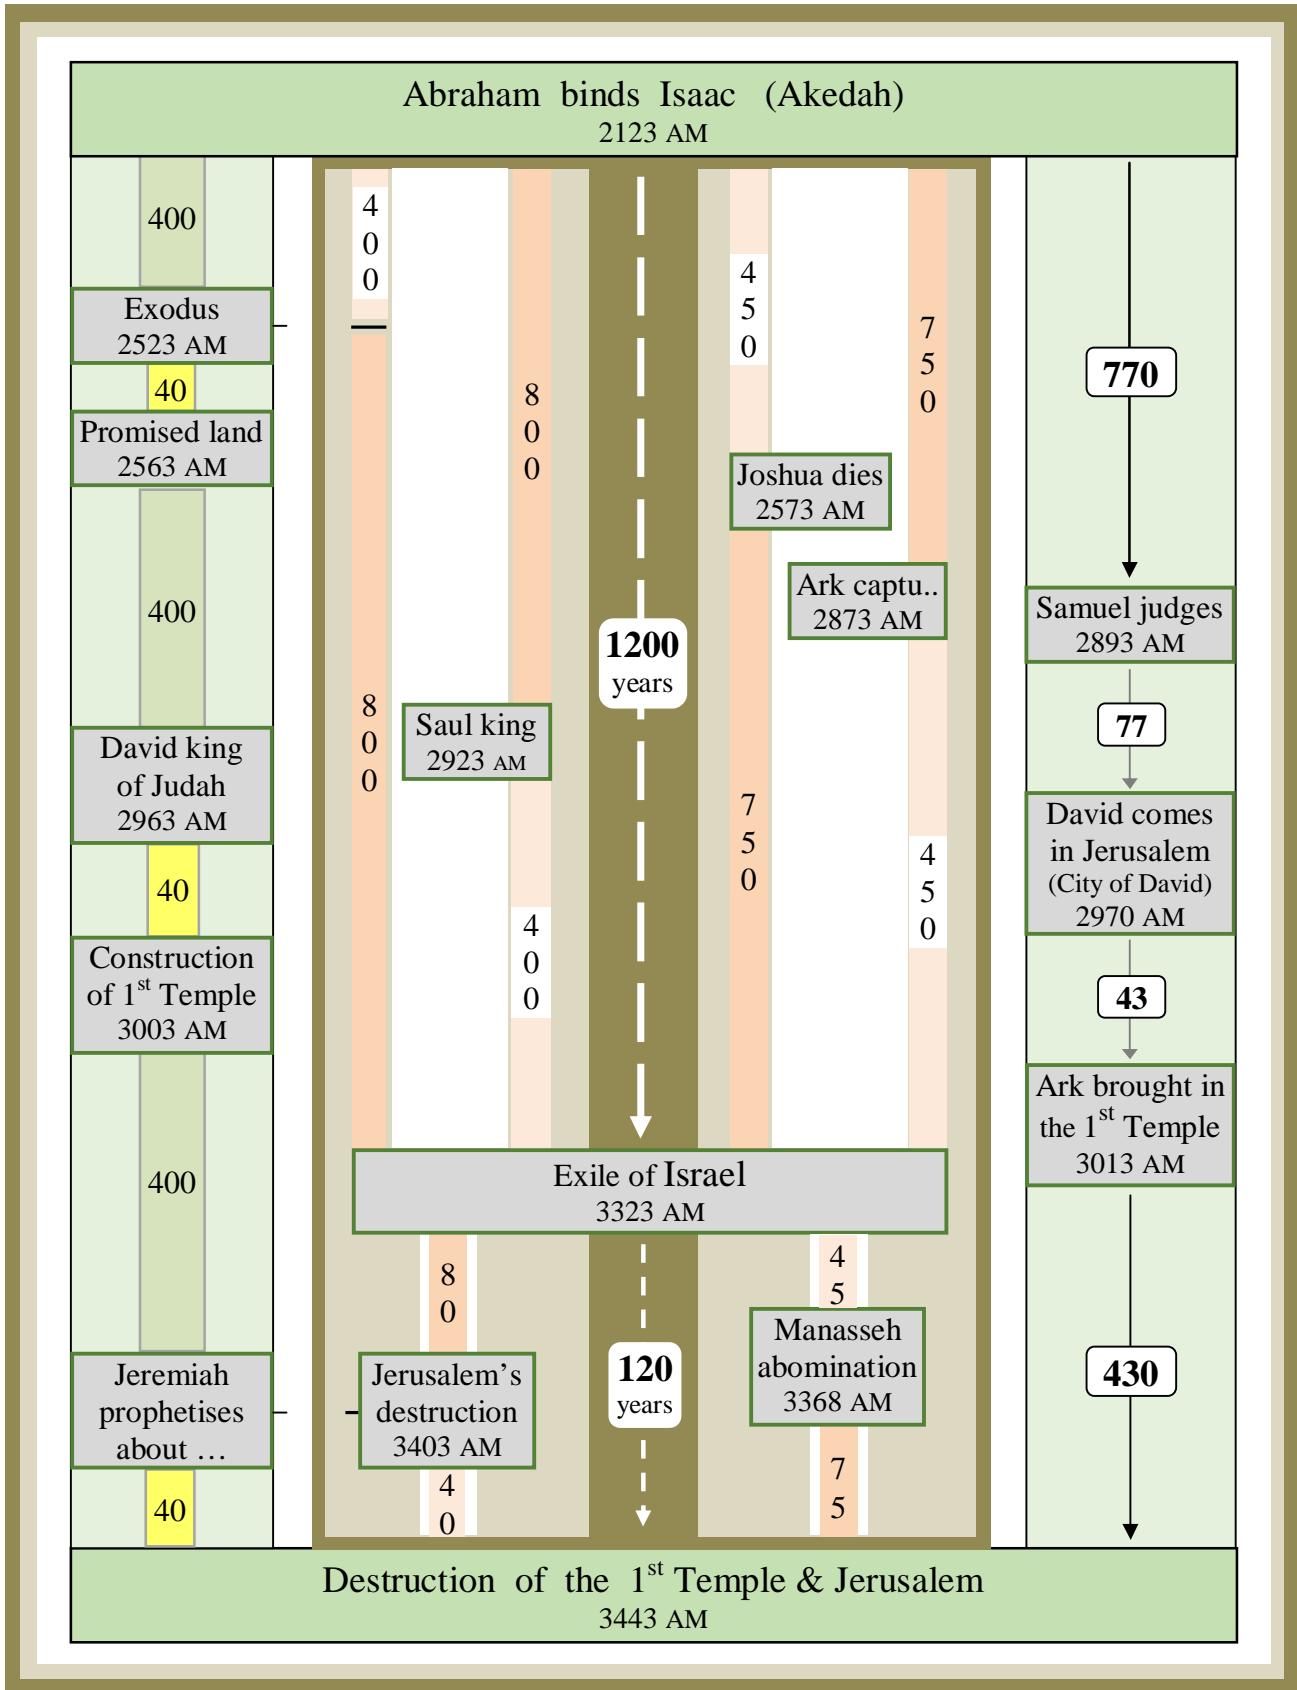 Abraham binds Isaac (Akedah)
2123 AM
400
Exodus
2523 AM
40
Promised land
2563 AM
400
David king
of Judah
2963 AM
40
Construction
of 1st Temple
3003 AM
400
Jeremiah
prophetises
about …
40
4
0
0
8
0
0
8
0
0
Saul king
2923 AM
4
0
0
1200
years
4
5
0
Joshua dies
2573 AM
7
5
0
7
5
0
Ark captu..
2873 AM
4
5
0
Exile of Israel
3323 AM
8
0
Jerusalem’s
destruction
3403 AM
4
0
120
years
4
5
Manasseh
abomination
3368 AM
7
5
770
Samuel judges
2893 AM
77
David comes
in Jerusalem
(City of David)
2970 AM
43
Ark brought in
the 1st Temple
3013 AM
430
Destruction of the 1st Temple & Jerusalem
3443 AM